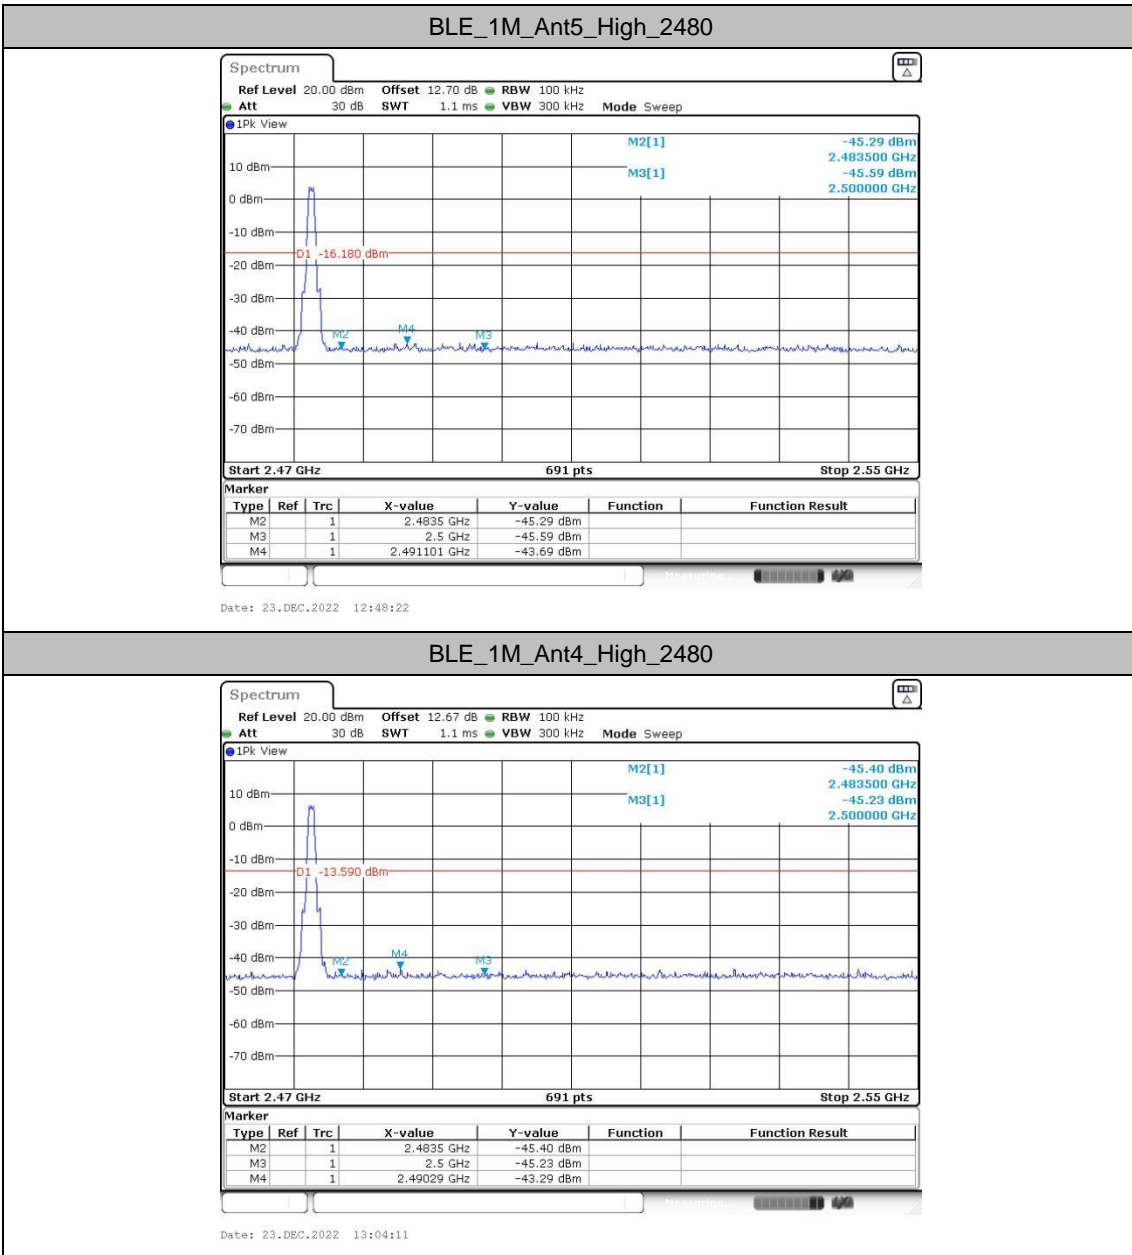 BLE_1M_Ant5_High_2480
Spectrum
Ref Level 20.00 dBm Offset 12.70 dB RBW 100 kHz
Att 30 dB SWT 1.1 ms VBW 300 kHz Mode Sweep
1Pk View
M2[1] -45.29 dBm
2.483500 GHz
10 dBm
M3[1] -45.59 dBm
2.500000 GHz
0 dBm
-10 dBm
D1 -16.180 dBm
-20 dBm
-30 dBm
-40 dBm
M2 M4 M3
-50 dBm
-60 dBm
-70 dBm
Start 2.47 GHz 691 pts Stop 2.55 GHz
Marker
Type Ref Trc X-value Y-value Function Function Result
M2 1 2.4835 GHz -45.29 dBm
M3 1 2.5 GHz -45.59 dBm
M4 1 2.491101 GHz -43.69 dBm
Measuring...
Date: 23.DEC.2022 12:48:22
BLE_1M_Ant4_High_2480
Spectrum
Ref Level 20.00 dBm Offset 12.67 dB RBW 100 kHz
Att 30 dB SWT 1.1 ms VBW 300 kHz Mode Sweep
1Pk View
M2[1] -45.40 dBm
2.483500 GHz
10 dBm
M3[1] -45.23 dBm
2.500000 GHz
0 dBm
-10 dBm
D1 -13.590 dBm
-20 dBm
-30 dBm
-40 dBm
M2 M4 M3
-50 dBm
-60 dBm
-70 dBm
Start 2.47 GHz 691 pts Stop 2.55 GHz
Marker
Type Ref Trc X-value Y-value Function Function Result
M2 1 2.4835 GHz -45.40 dBm
M3 1 2.5 GHz -45.23 dBm
M4 1 2.49029 GHz -43.29 dBm
Measuring...
Date: 23.DEC.2022 13:04:11